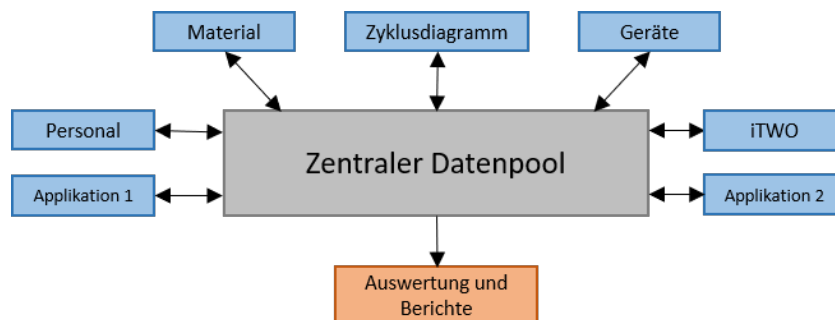 Material
Zyklusdiagramm
Geräte
Personal
Zentraler Datenpool
iTWO
Applikation 1
Applikation 2
Auswertung und
Berichte